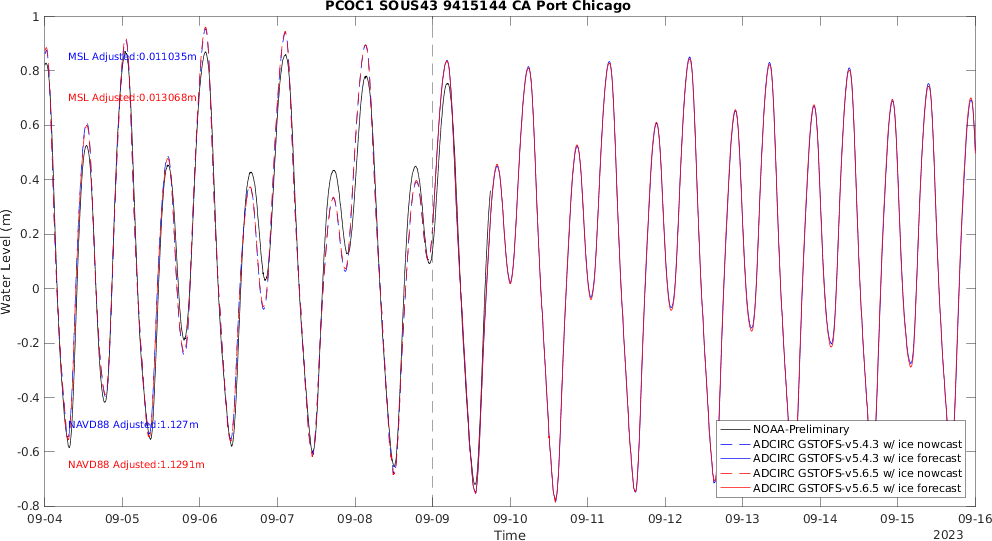 PCOC1 SOUS43 9415144 CA Port Chicago
1
0.8
0.6
0.4
0.2
0
-0.2
-0.4
-0.6
-0.8
Water Level (m)
MSL Adjusted:0.011035m
MSL Adjusted:0.013068m
NAVD88 Adjusted:1.127m
NAVD88 Adjusted:1.1291m
NOAA-Preliminary
ADCIRC GSTOFS-v5.4.3 w/ ice nowcast
ADCIRC GSTOFS-v5.4.3 w/ ice forecast
ADCIRC GSTOFS-v5.6.5 w/ ice nowcast
ADCIRC GSTOFS-v5.6.5 w/ ice forecast
09-04 09-05 09-06 09-07 09-08 09-09 09-10 09-11 09-12 09-13 09-14 09-15 09-16
Time
2023